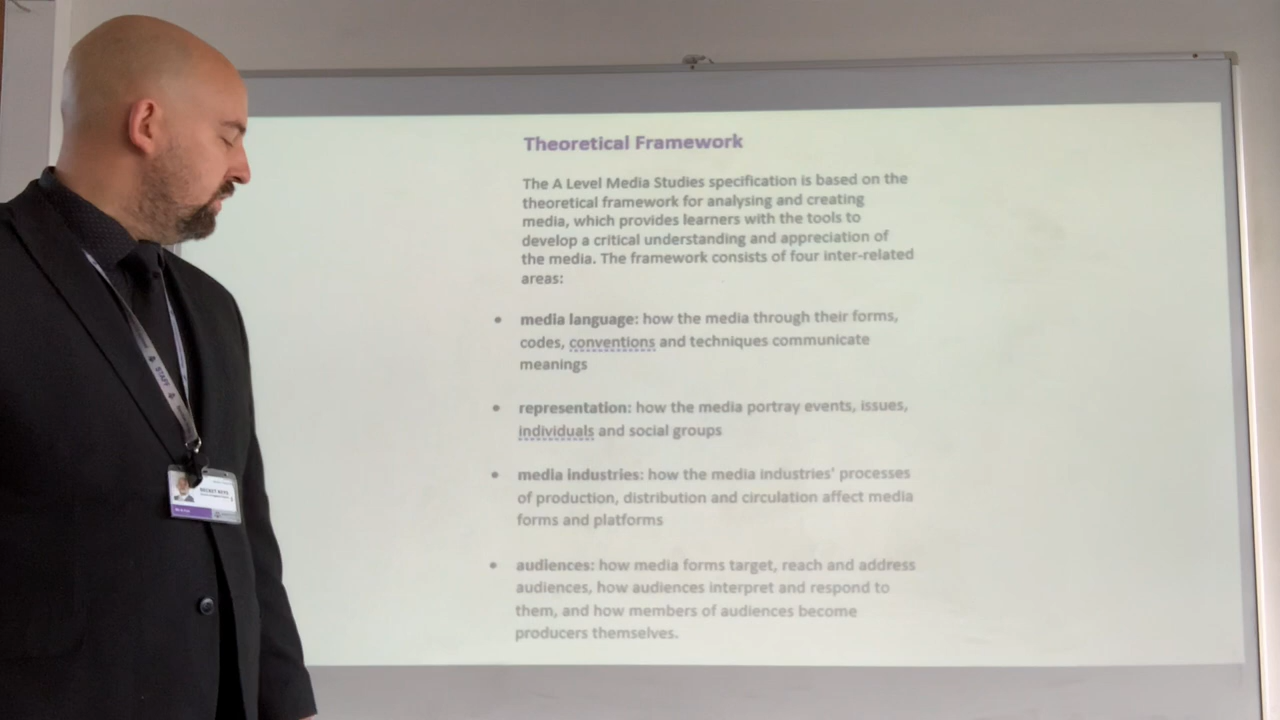 Theoretical Framework
The A Level Media Studies specification is based on the
theoretical framework for analysing and creating
media, which provides learners with the tools to
develop a critical understanding and appreciation of
the media. The framework consists of four inter-related
areas:
• media language: how the media through their forms,
codes, conventions and techniques communicate
meanings
• representation: how the media portray events, issues,
individuals and social groups
• media industries: how the media industries' processes
of production, distribution and circulation affect media
forms and platforms
• audiences: how media forms target, reach and address
audiences, how audiences interpret and respond to
them, and how members of audiences become
producers themselves.